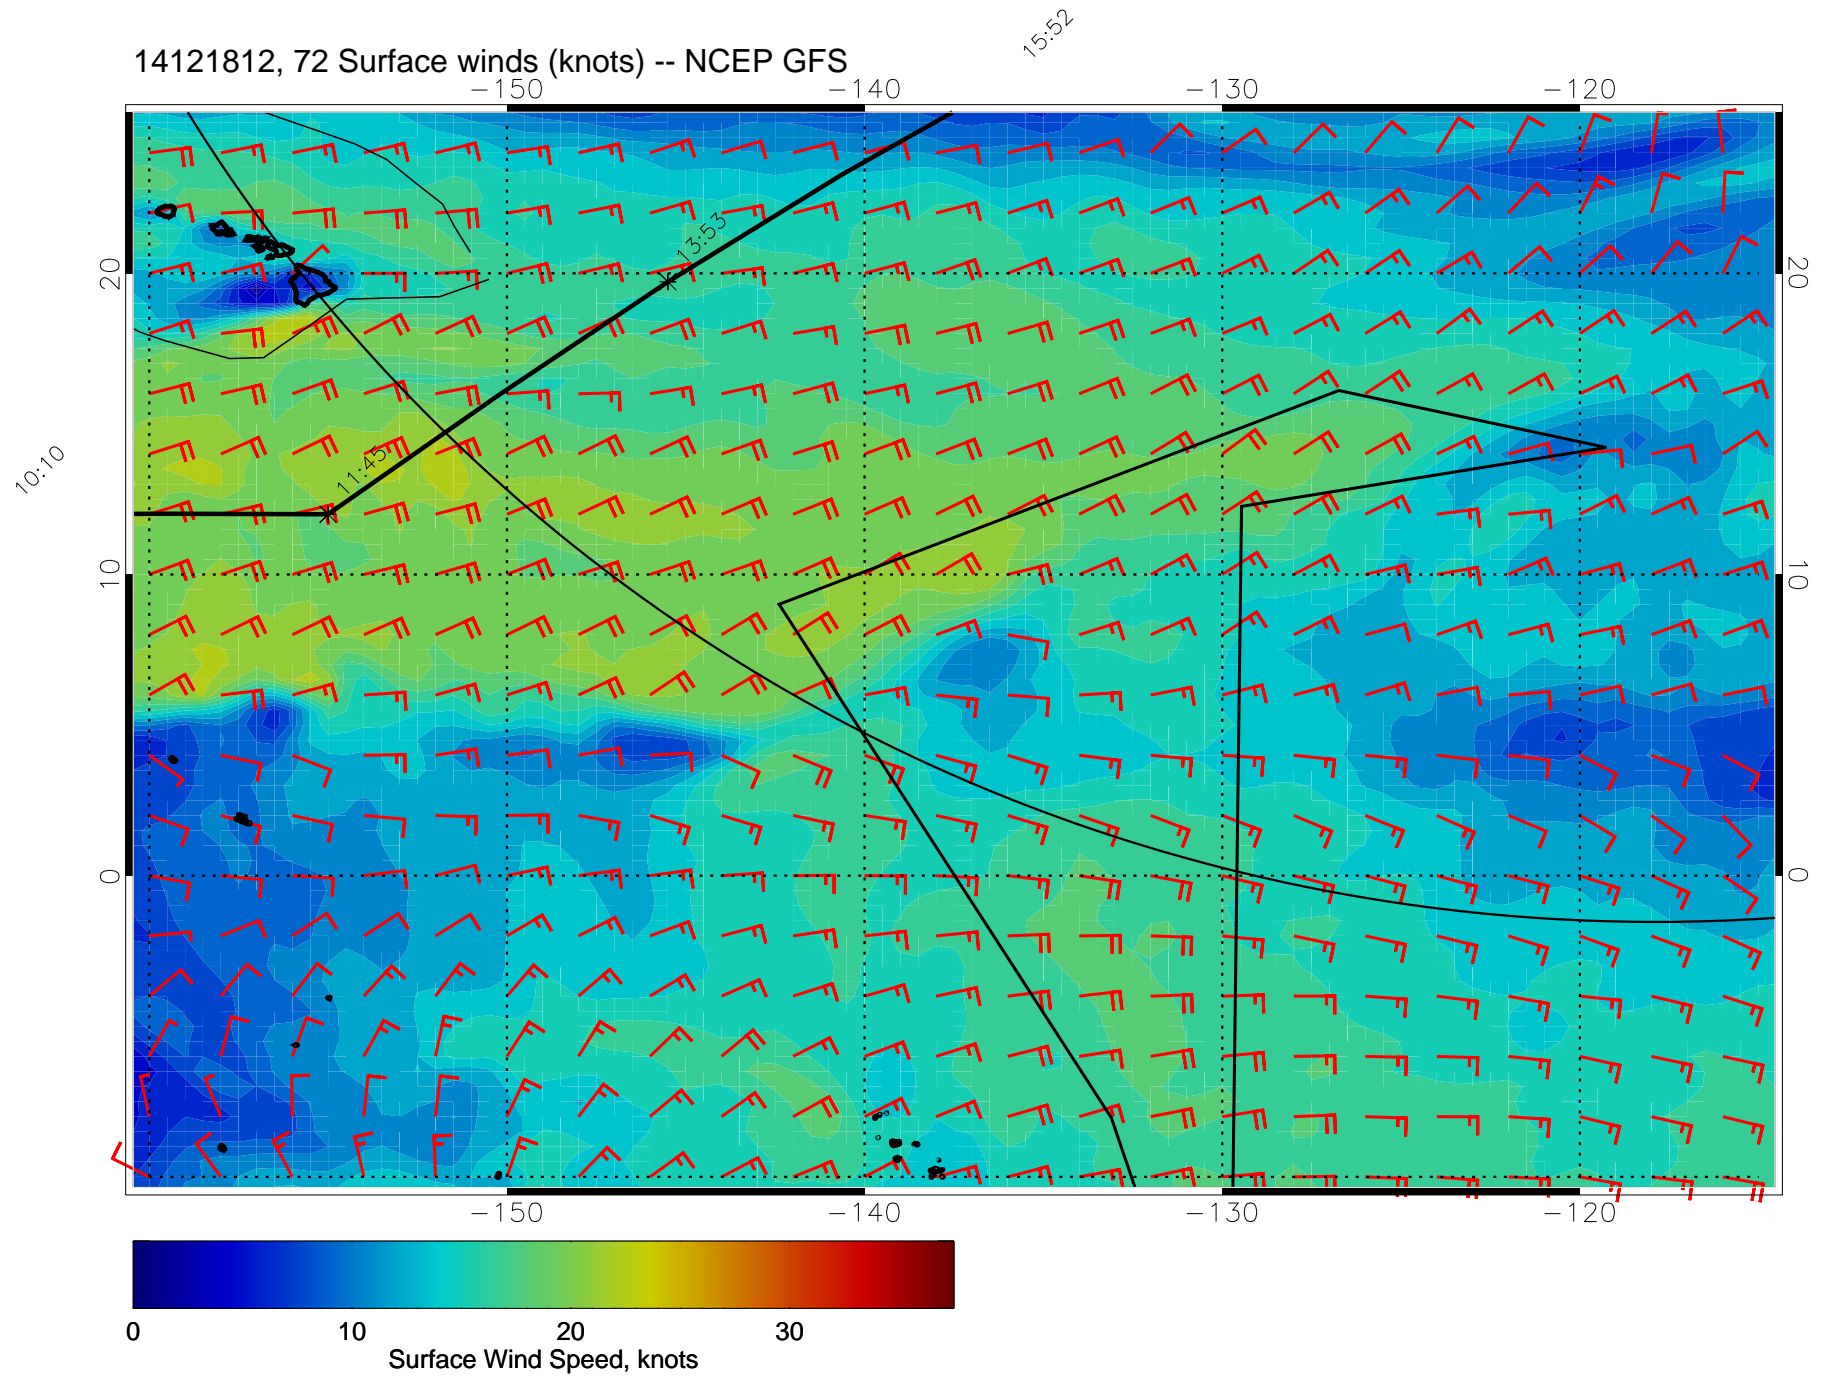 15:52
14121812, 72 Surface winds (knots) -- NCEP GFS
-150 -140 -130 -120
13:53
20 20
11:45
10:10
10 10
0 0
-150 -140 -130 -120
0 10 20 30
Surface Wind Speed, knots